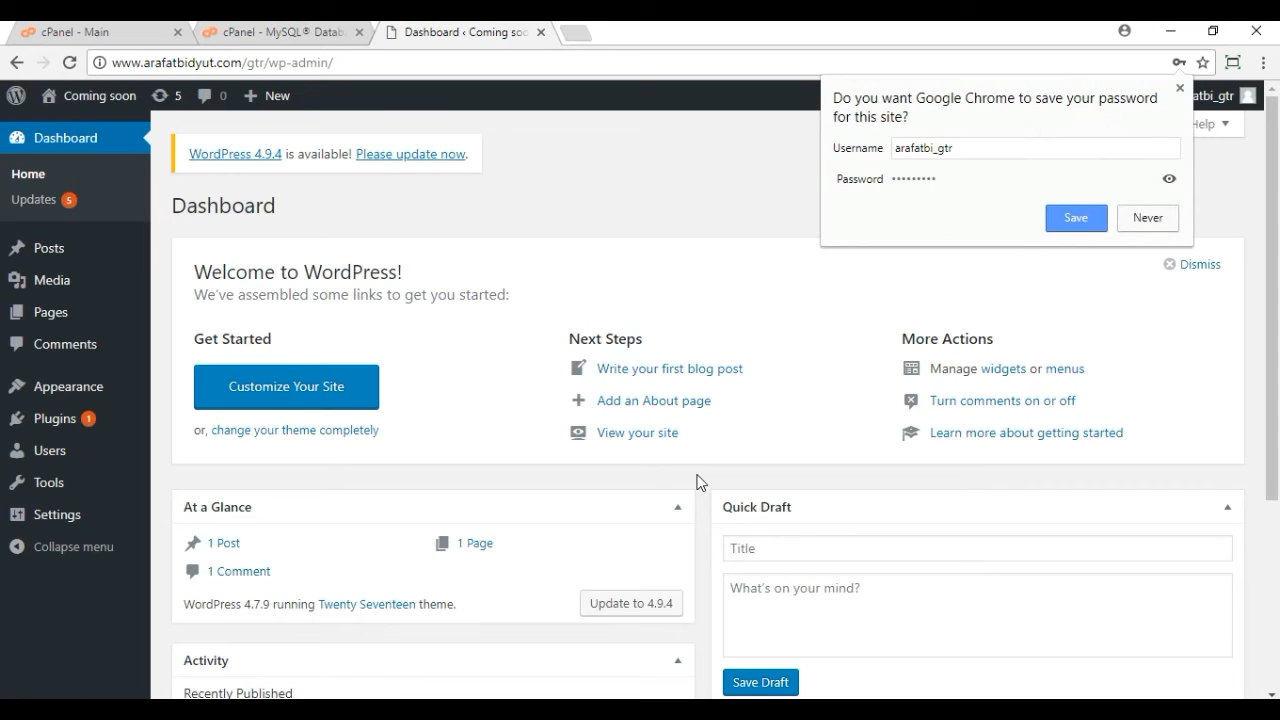 cPanel - Main
cPanel - MySQL® Datab
Dashboard ‹ Coming soo
www.arafatbidyut.com/gtr/wp-admin/
Coming soon
5
0
New
atbi_gtr
Help
Do you want Google Chrome to save your password
for this site?
Username
arafatbi_gtr
Password
•••••••••
Save
Never
Dashboard
Home
Updates 5
Posts
Media
Pages
Comments
Appearance
Plugins 1
Users
Tools
Settings
Collapse menu
WordPress 4.9.4 is available! Please update now.
Dashboard
Welcome to WordPress!
We've assembled some links to get you started:
Dismiss
Get Started
Customize Your Site
or, change your theme completely
Next Steps
Write your first blog post
Add an About page
View your site
More Actions
Manage widgets or menus
Turn comments on or off
Learn more about getting started
At a Glance
1 Post
1 Page
1 Comment
WordPress 4.7.9 running Twenty Seventeen theme.
Update to 4.9.4
Activity
Recently Published
Quick Draft
Title
What's on your mind?
Save Draft